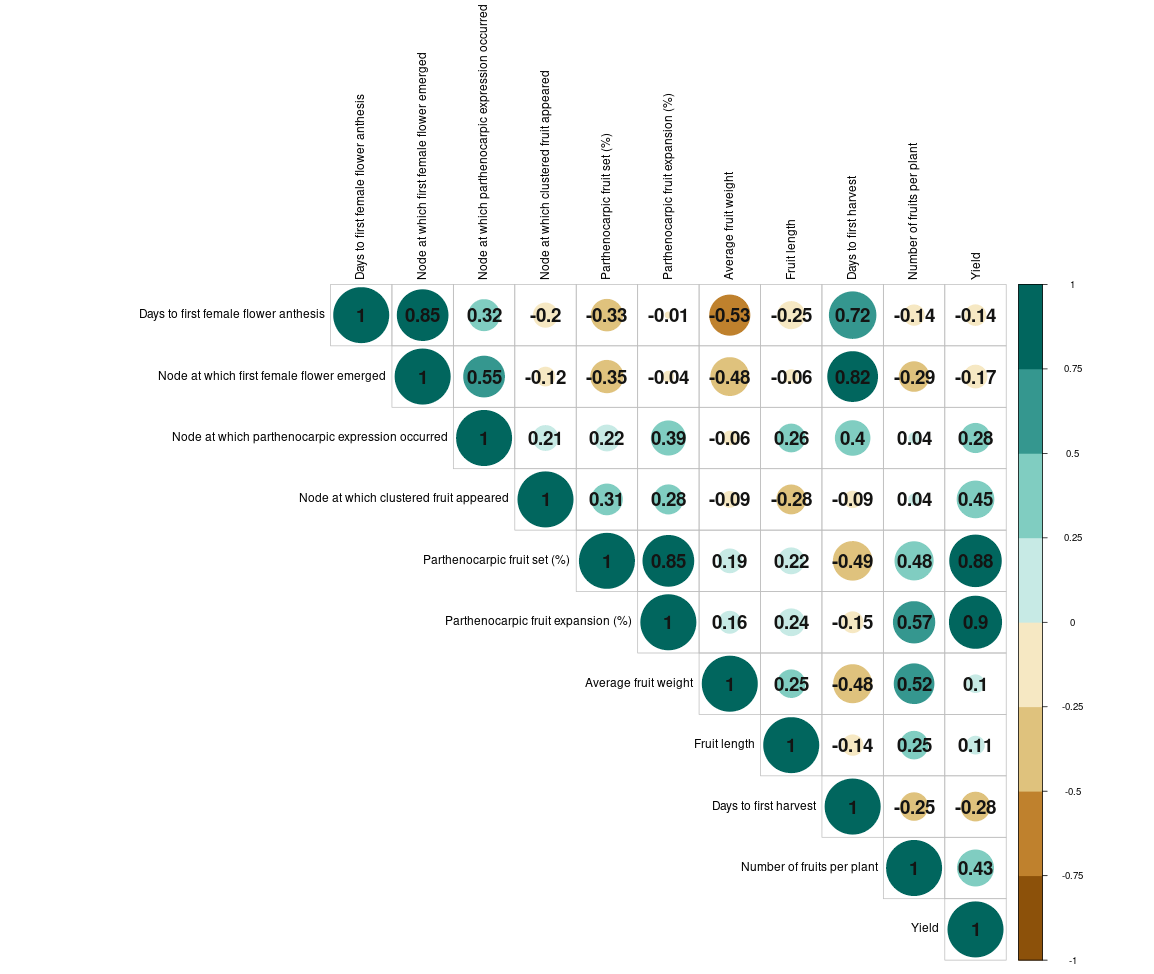 Days to first female flower anthesis
Node at which first female flower emerged
Node at which parthenocarpic expression occurred
Node at which clustered fruit appeared
Parthenocarpic fruit set (%)
Parthenocarpic fruit expansion (%)
Average fruit weight
Fruit length
Days to first harvest
Number of fruits per plant
Yield
Days to first female flower anthesis 1 0.85 0.32 -0.2 -0.33 -0.01 -0.53 -0.25 0.72 -0.14 -0.14
Node at which first female flower emerged 1 0.55 -0.12 -0.35 -0.04 -0.48 -0.06 0.82 -0.29 -0.17
Node at which parthenocarpic expression occurred 1 0.21 0.22 0.39 -0.06 0.26 0.4 0.04 0.28
Node at which clustered fruit appeared 1 0.31 0.28 -0.09 -0.28 -0.09 0.04 0.45
Parthenocarpic fruit set (%) 1 0.85 0.19 0.22 -0.49 0.48 0.88
Parthenocarpic fruit expansion (%) 1 0.16 0.24 -0.15 0.57 0.9
Average fruit weight 1 0.25 -0.48 0.52 0.1
Fruit length 1 -0.14 0.25 0.11
Days to first harvest 1 -0.25 -0.28
Number of fruits per plant 1 0.43
Yield 1
1
0.75
0.5
0.25
0
-0.25
-0.5
-0.75
-1